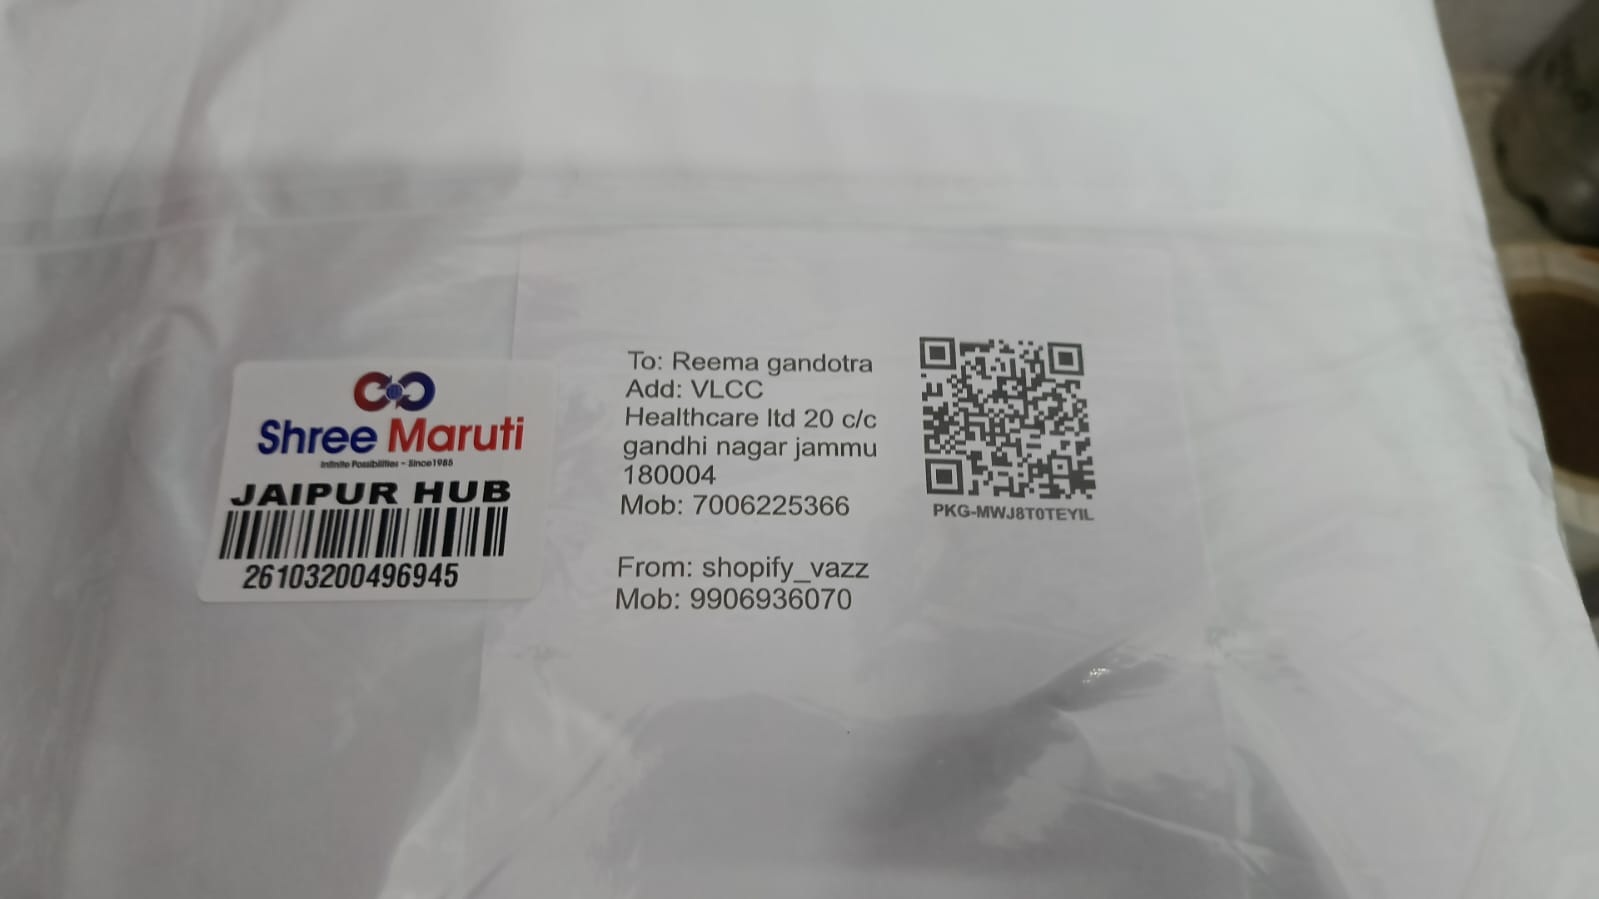 Shree Maruti
Infinite Possibilities - Since1985
JAIPUR HUB
26103200496945
To: Reema gandotra
Add: VLCC
Healthcare ltd 20 c/c
gandhi nagar jammu
180004
Mob: 7006225366
From: shopify_vazz
Mob: 9906936070
PKG-MWJ8T0TEYIL